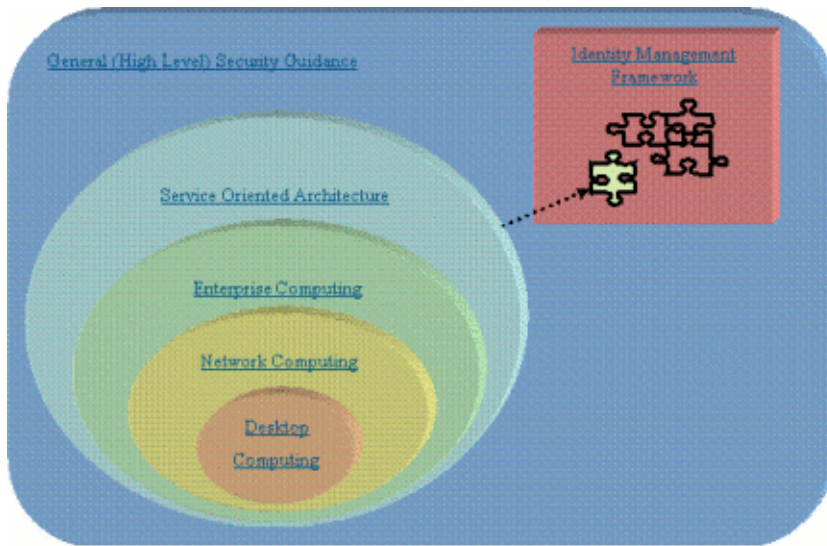 General (High Level) Security Guidance
Identity Management
Framework
Service Oriented Architecture
Enterprise Computing
Network Computing
Desktop
Computing